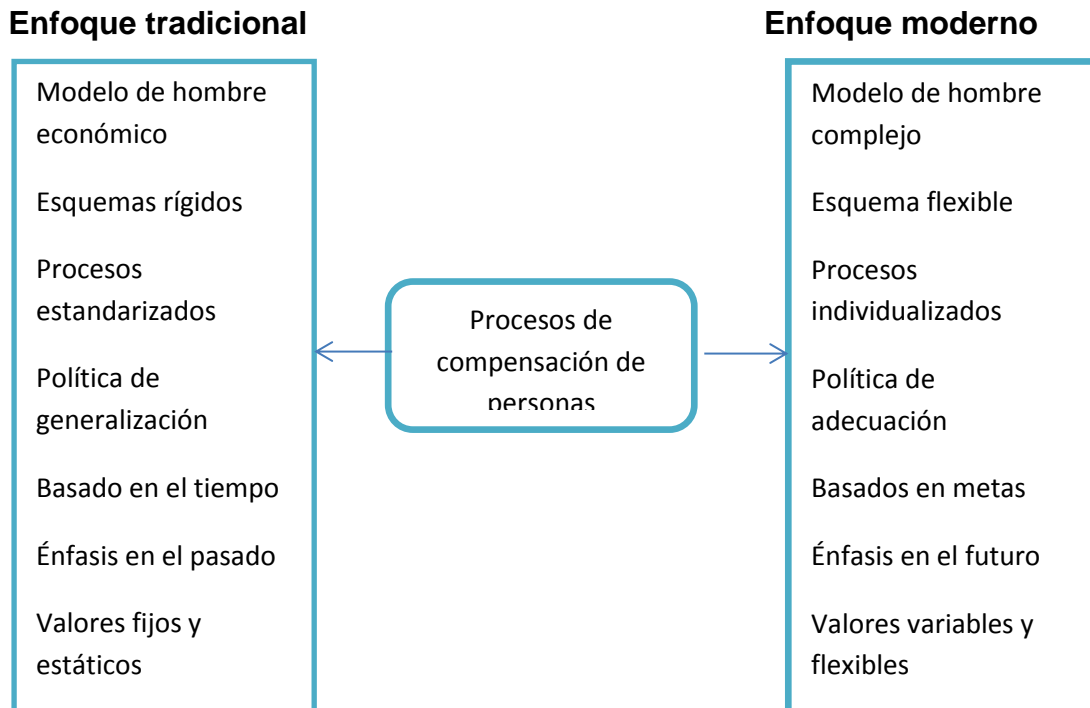 Enfoque tradicional
Modelo de hombre
económico
Esquemas rígidos
Procesos
estandarizados
Política de
generalización
Basado en el tiempo
Énfasis en el pasado
Valores fijos y
estáticos
Procesos de
compensación de
personas
Enfoque moderno
Modelo de hombre
complejo
Esquema flexible
Procesos
individualizados
Política de
adecuación
Basados en metas
Énfasis en el futuro
Valores variables y
flexibles